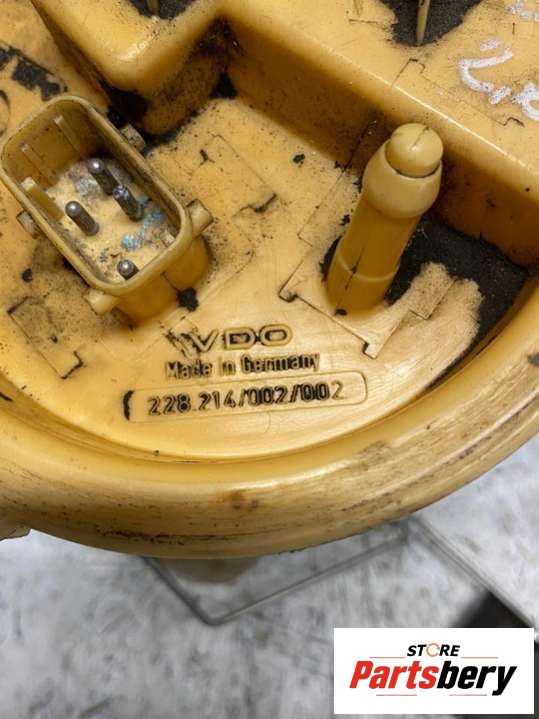 VDO
Made in Germany
228.214/002/002
STORE
Partsbery